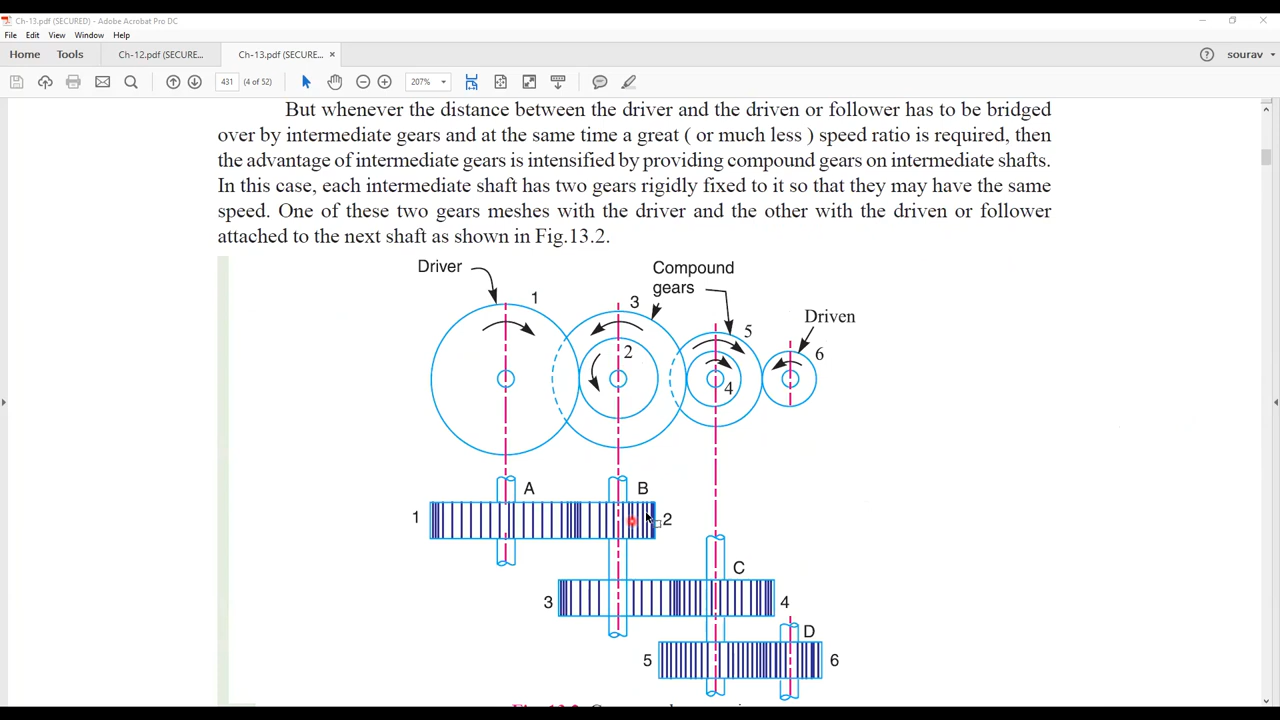 Ch-13.pdf (SECURED) - Adobe Acrobat Pro DC
File Edit View Window Help
Home Tools Ch-12.pdf (SECURE... Ch-13.pdf (SECURE... × ? sourav
431 (4 of 52) 207%
But whenever the distance between the driver and the driven or follower has to be bridged
over by intermediate gears and at the same time a great ( or much less ) speed ratio is required, then
the advantage of intermediate gears is intensified by providing compound gears on intermediate shafts.
In this case, each intermediate shaft has two gears rigidly fixed to it so that they may have the same
speed. One of these two gears meshes with the driver and the other with the driven or follower
attached to the next shaft as shown in Fig.13.2.
Driver
Compound
gears
1
3
Driven
5
2
6
4
A
B
1
2
C
3
4
D
5
6